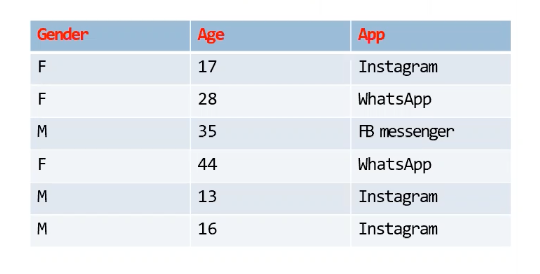 Gender Age App
F 17 Instagram
F 28 WhatsApp
M 35 FB messenger
F 44 WhatsApp
M 13 Instagram
M 16 Instagram